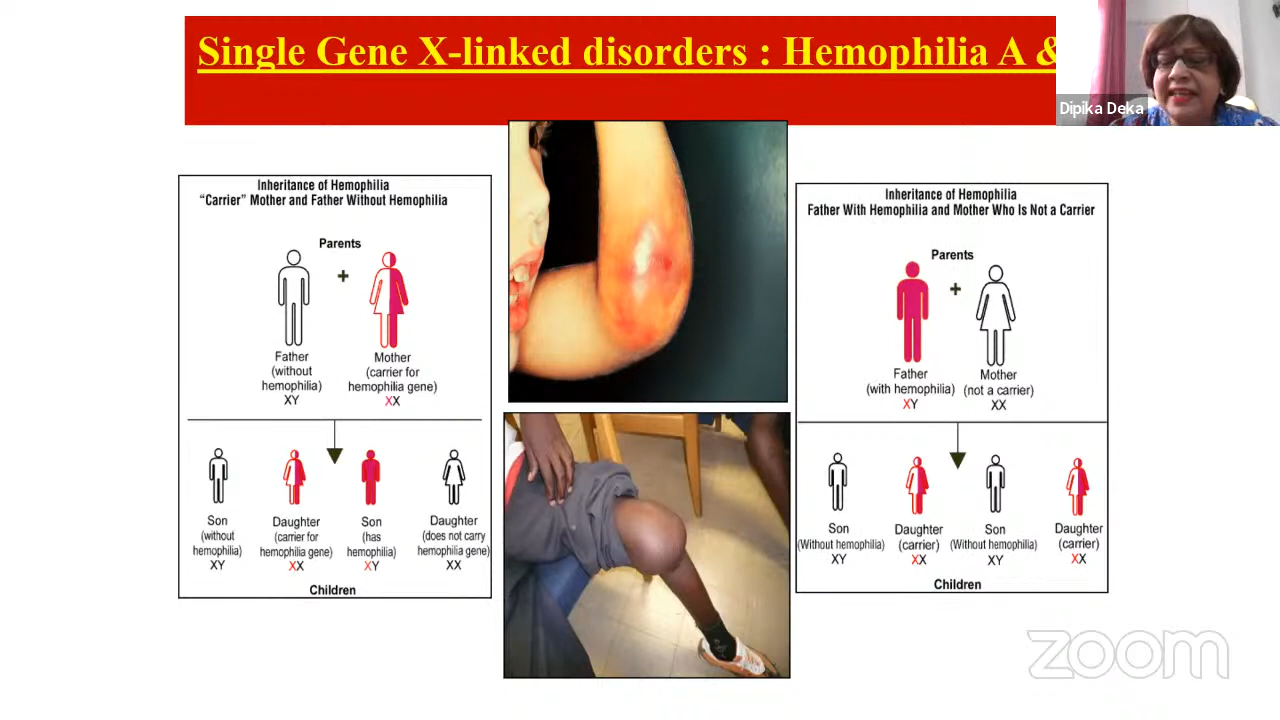 Single Gene X-linked disorders : Hemophilia A &
Dipika Deka
Inheritance of Hemophilia
“Carrier” Mother and Father Without Hemophilia
Parents
+
Father
(without
hemophilia)
XY
Mother
(carrier for
hemophilia gene)
XX
Son
(without
hemophilia)
XY
Daughter
(carrier for
hemophilia gene)
XX
Son
(has
hemophilia)
XY
Daughter
(does not carry
hemophilia gene)
XX
Children
Inheritance of Hemophilia
Father With Hemophilia and Mother Who Is Not a Carrier
Parents
+
Father
(with hemophilia)
XY
Mother
(not a carrier)
XX
Son
(Without hemophilia)
XY
Daughter
(carrier)
XX
Son
(Without hemophilia)
XY
Daughter
(carrier)
XX
Children
zoom